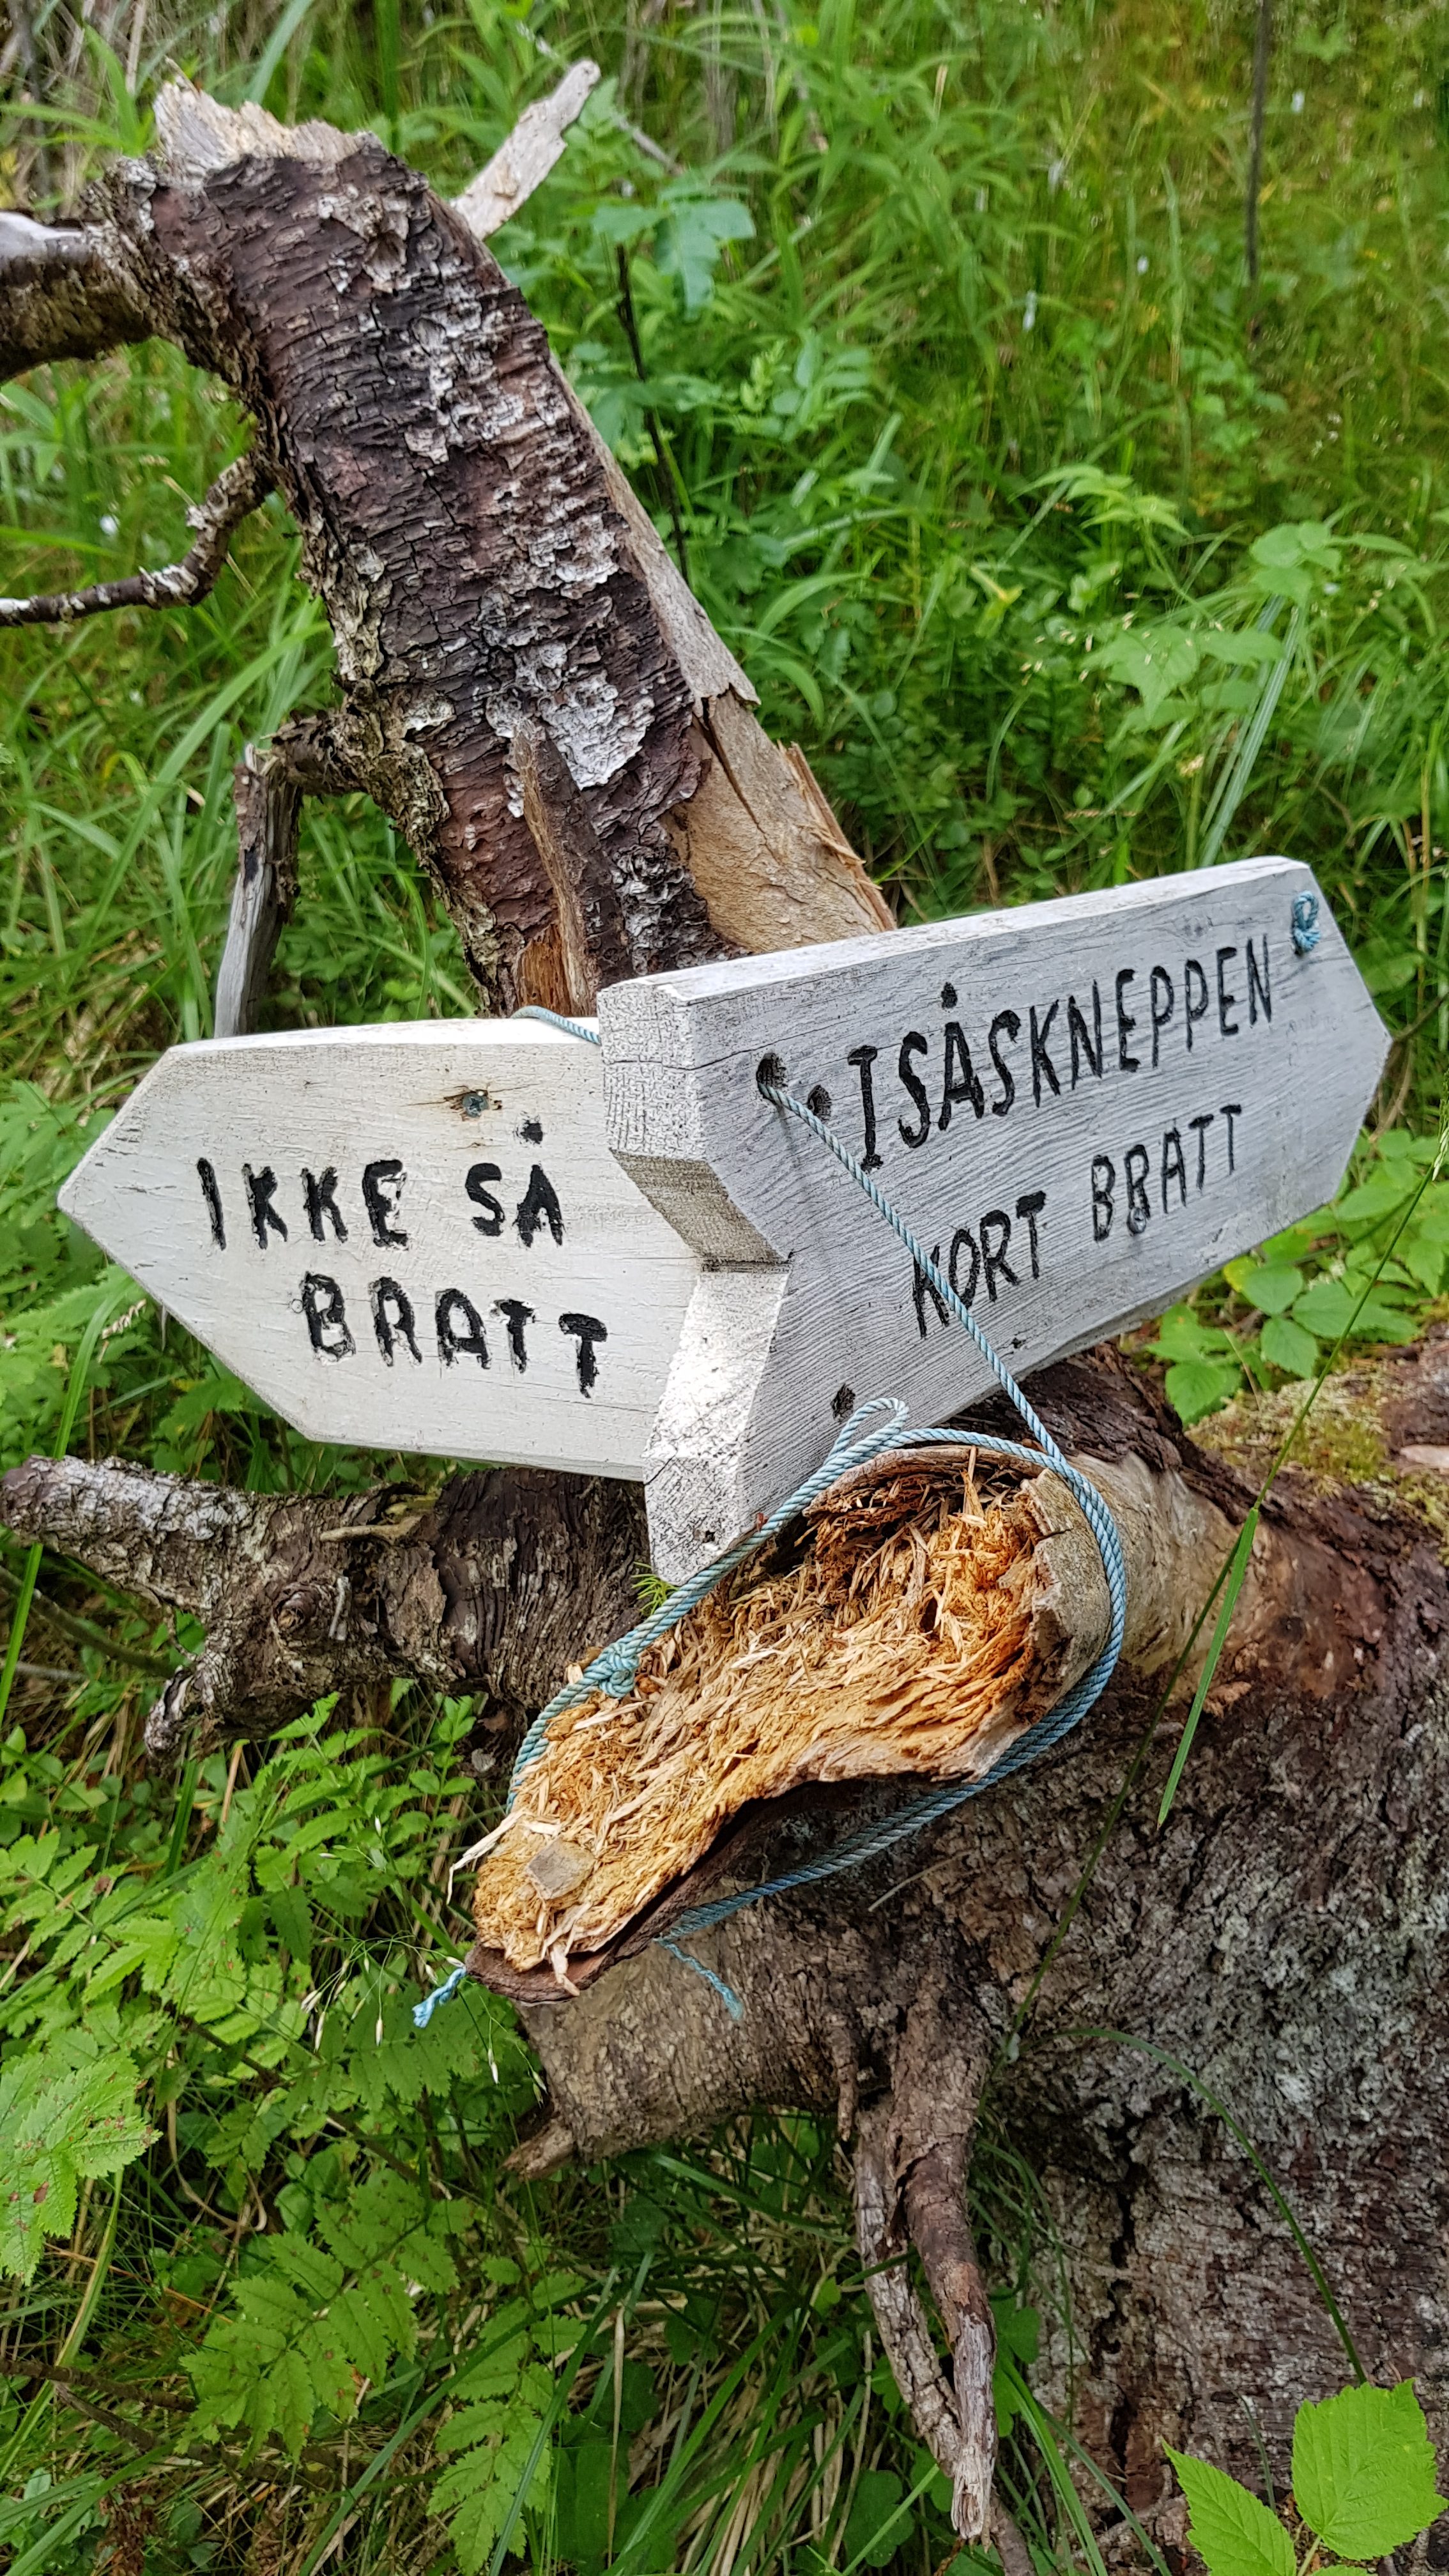 IKKE SÅ
BRATT
ISÅSKNEPPEN
KORT BRATT